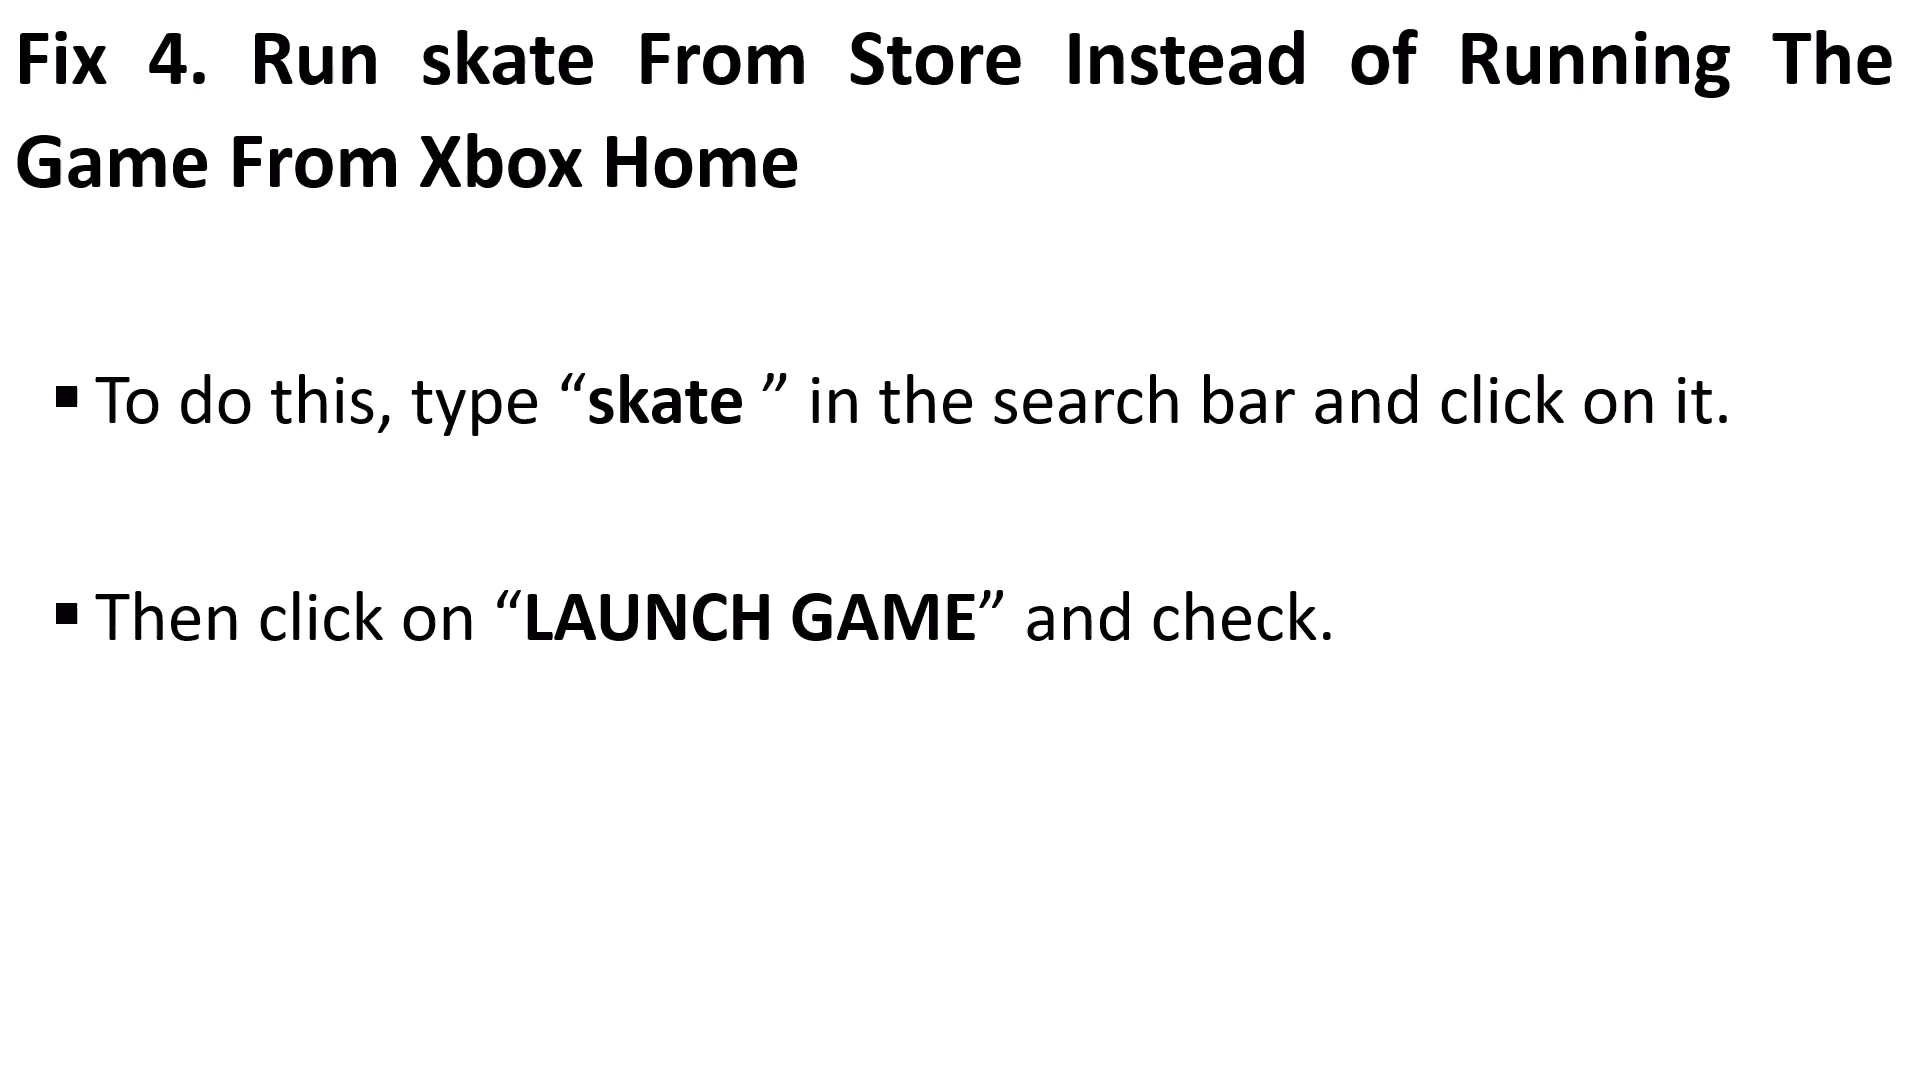 Fix 4. Run skate From Store Instead of Running The
Game From Xbox Home
▪ To do this, type “skate ” in the search bar and click on it.
▪ Then click on “LAUNCH GAME” and check.